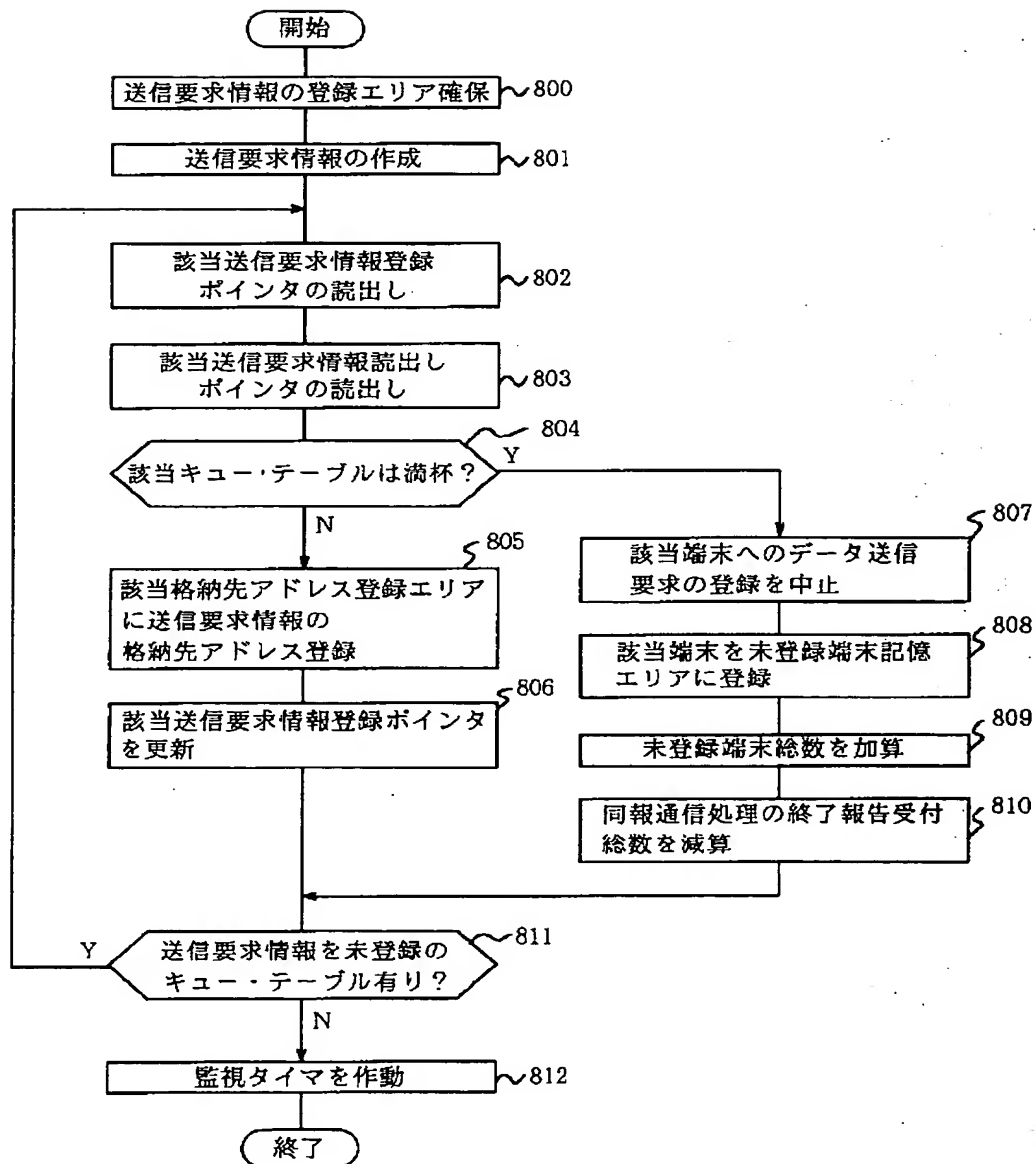 開始
送信要求情報の登録エリア確保
800
送信要求情報の作成
801
該当送信要求情報登録
ポインタの読出し
802
該当送信要求情報読出し
ポインタの読出し
803
804
該当キュー・テーブルは満杯?
Y
N
805
該当格納先アドレス登録エリア
に送信要求情報の
格納先アドレス登録
806
該当送信要求情報登録ポインタ
を更新
807
該当端末へのデータ送信
要求の登録を中止
808
該当端末を未登録端末記憶
エリアに登録
809
未登録端末総数を加算
810
同報通信処理の終了報告受付
総数を減算
811
送信要求情報を未登録の
キュー・テーブル有り?
Y
N
監視タイマを作動
812
終了